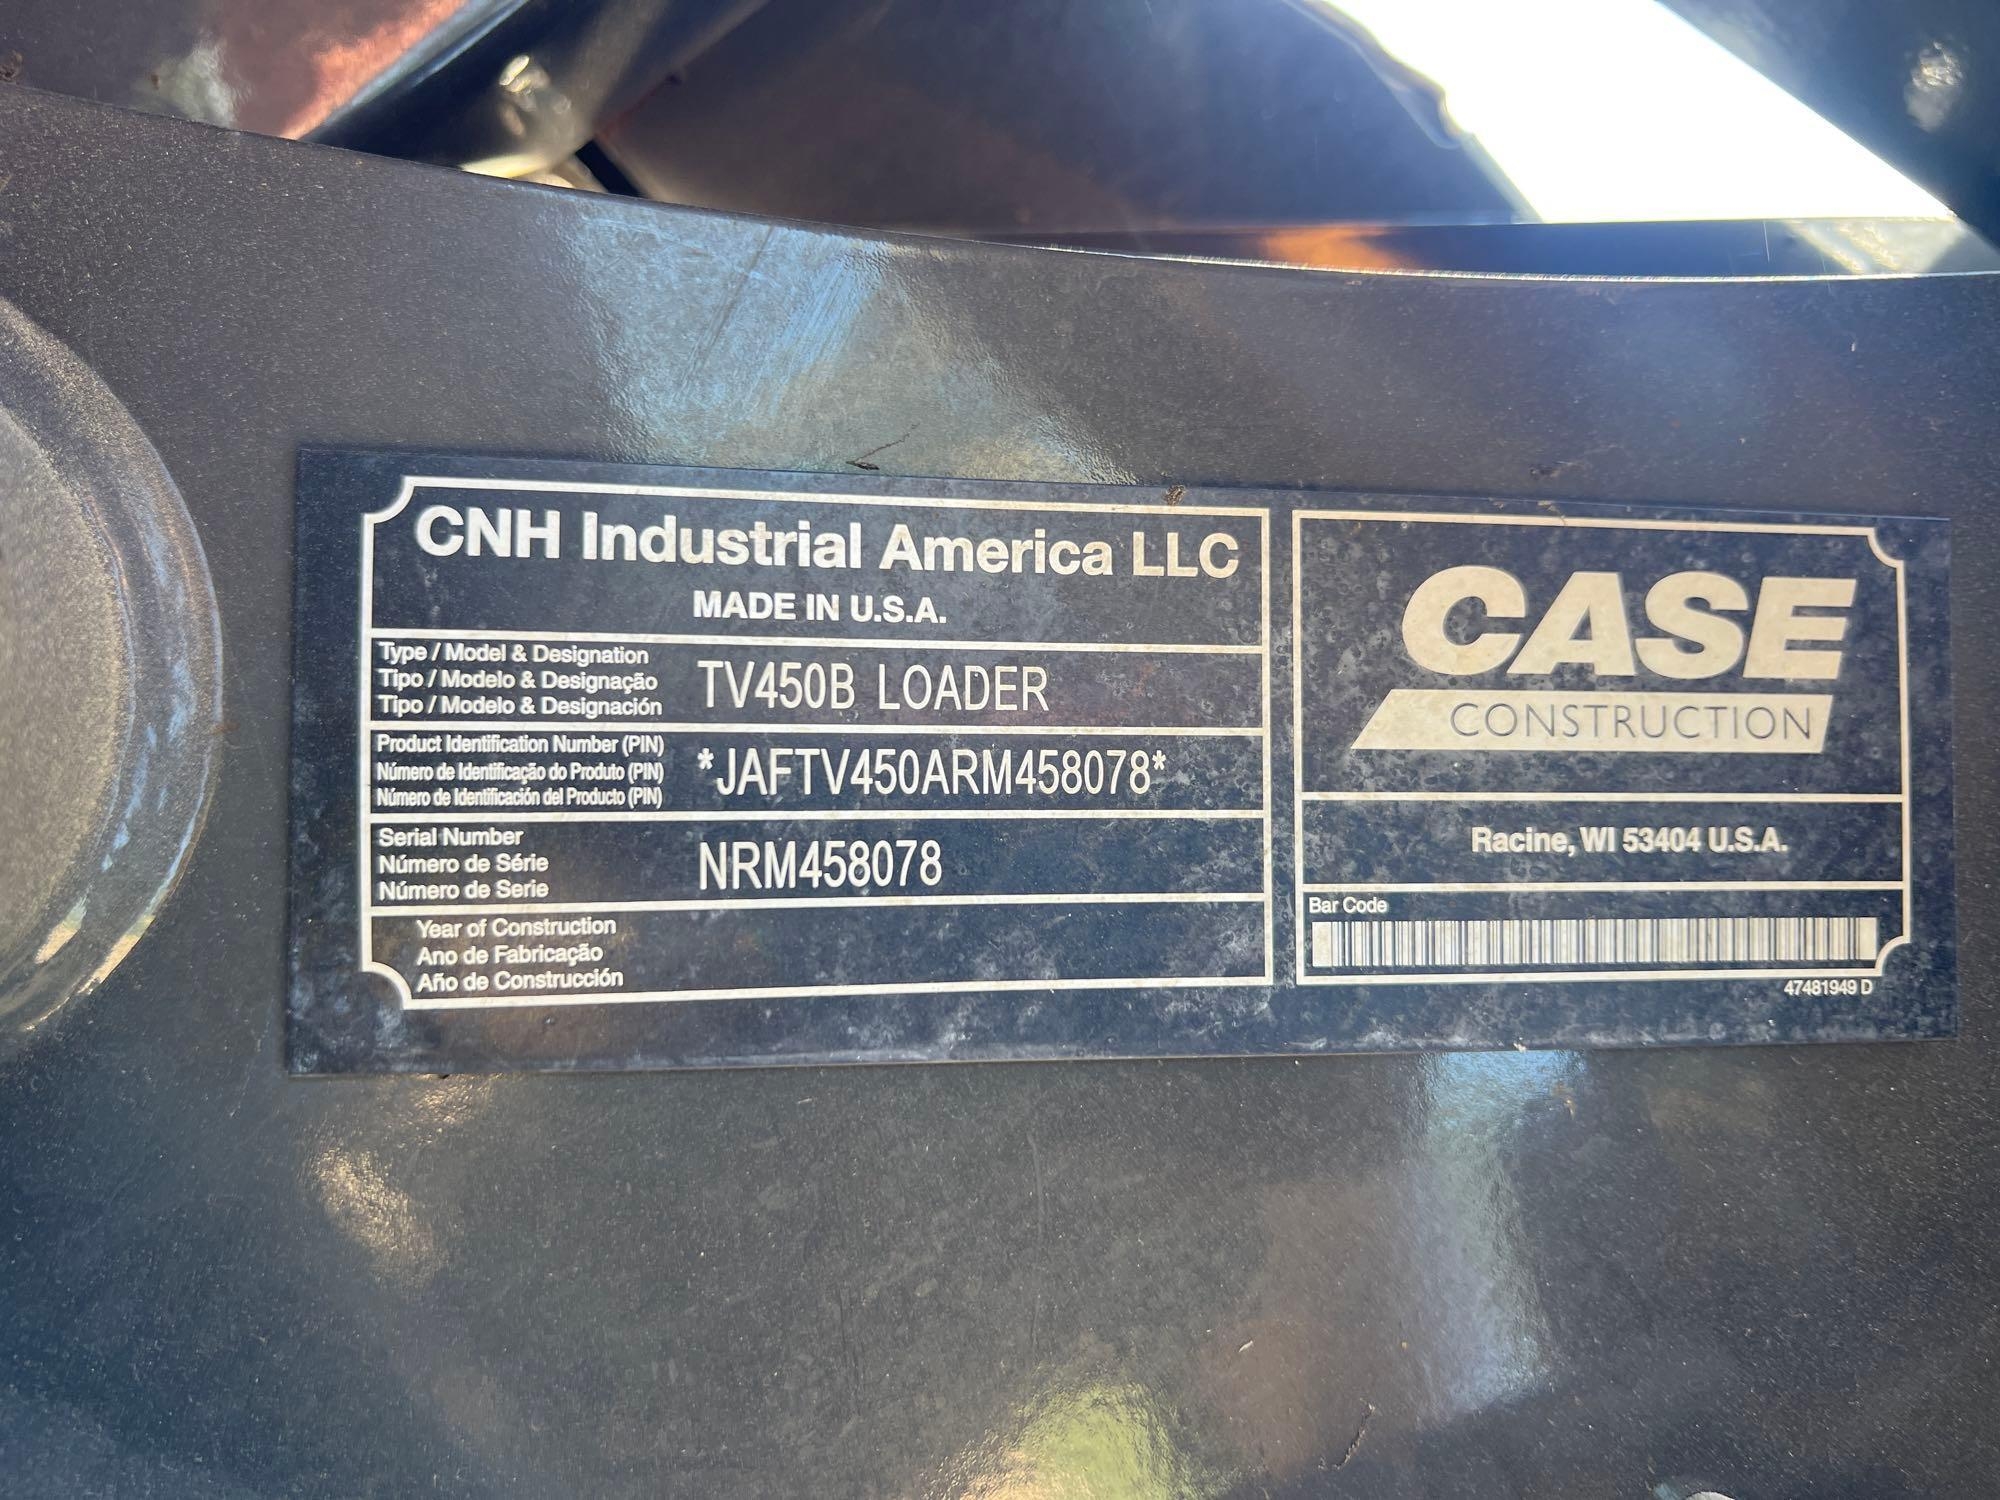 CNH Industrial America LLC
MADE IN U.S.A.
Type / Model & Designation
Tipo / Modelo & Designação
Tipo / Modelo & Designación
TV450B LOADER
Product Identification Number (PIN)
Número de Identificação do Produto (PIN)
Número de Identificación del Producto (PIN)
*JAFTV450ARM458078*
Serial Number
Número de Série
Número de Serie
NRM458078
Year of Construction
Ano de Fabricação
Año de Construcción
CASE
CONSTRUCTION
Racine, WI 53404 U.S.A.
Bar Code
47481949 D